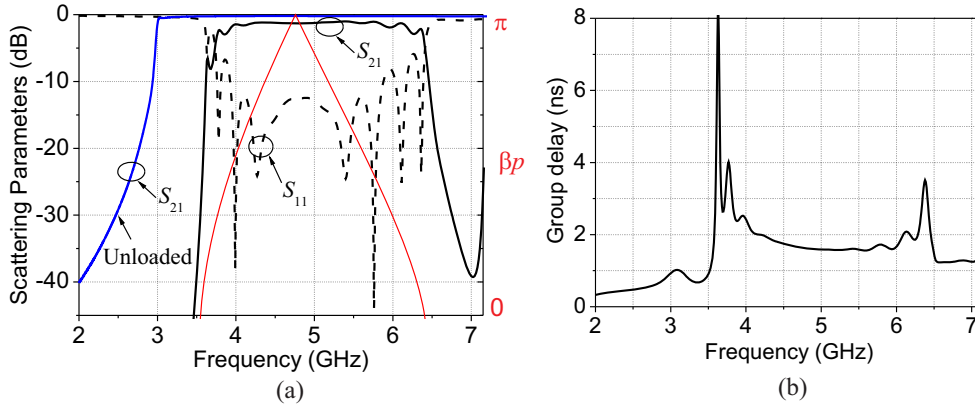 Scattering Parameters (dB)
0
-10
-20
-30
-40
2
3
4
5
6
7
Frequency (GHz)
π
βp
0
S21
S11
S21
Unloaded
(a)
Group delay (ns)
8
6
4
2
0
2
3
4
5
6
7
Frequency (GHz)
(b)